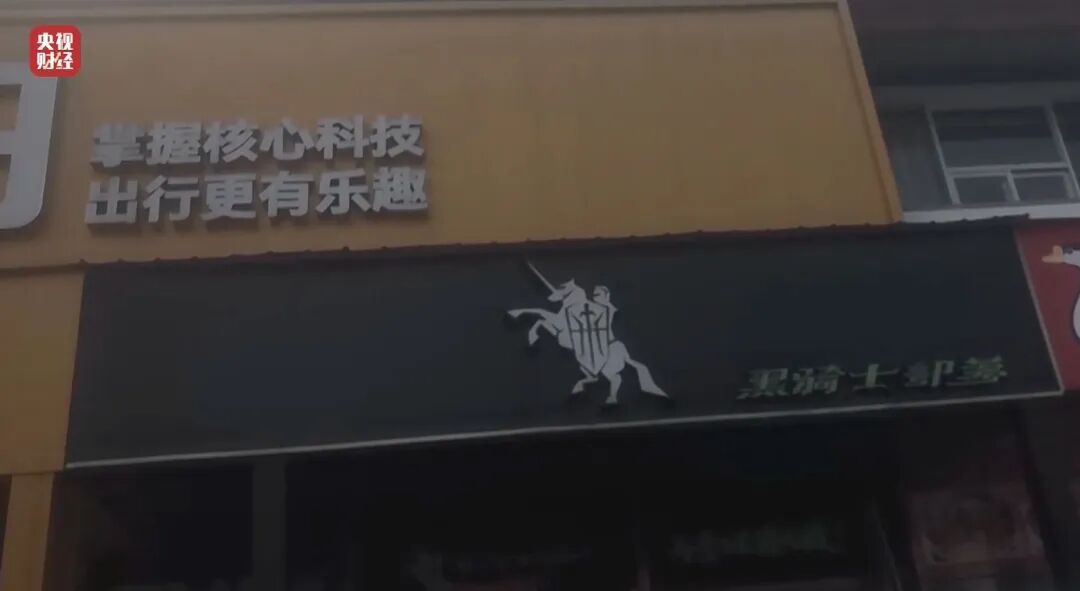 央视
财经
掌握核心科技
出行更有乐趣
黑骑士部落